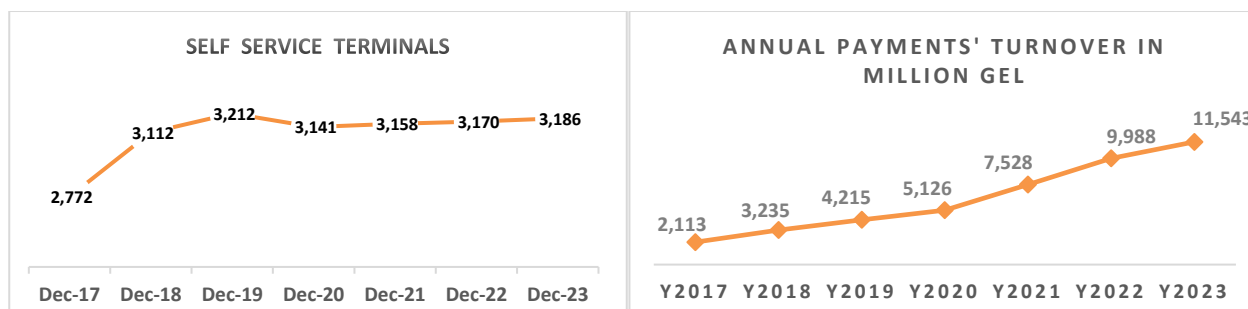 SELF SERVICE TERMINALS
3,212
3,112
3,141
3,158
3,170
3,186
2,772
Dec-17 Dec-18 Dec-19 Dec-20 Dec-21 Dec-22 Dec-23
ANNUAL PAYMENTS' TURNOVER IN
MILLION GEL
11,543
9,988
7,528
5,126
4,215
3,235
2,113
Y2017 Y2018 Y2019 Y2020 Y2021 Y2022 Y2023